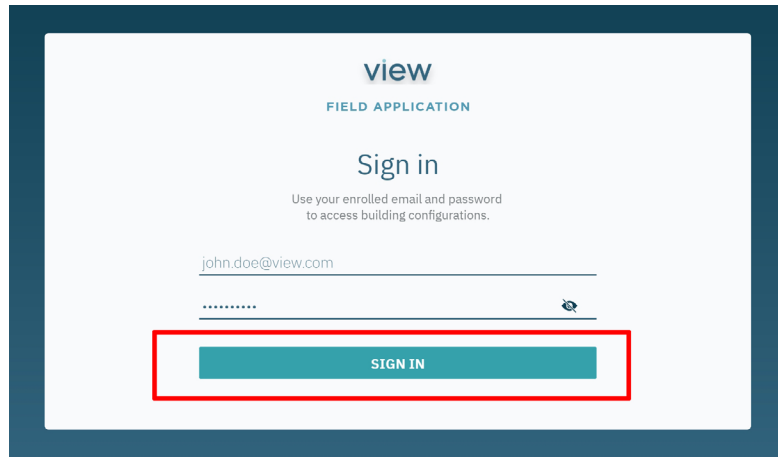 view
FIELD APPLICATION
Sign in
Use your enrolled email and password
to access building configurations.
john.doe@view.com
••••••••••
SIGN IN